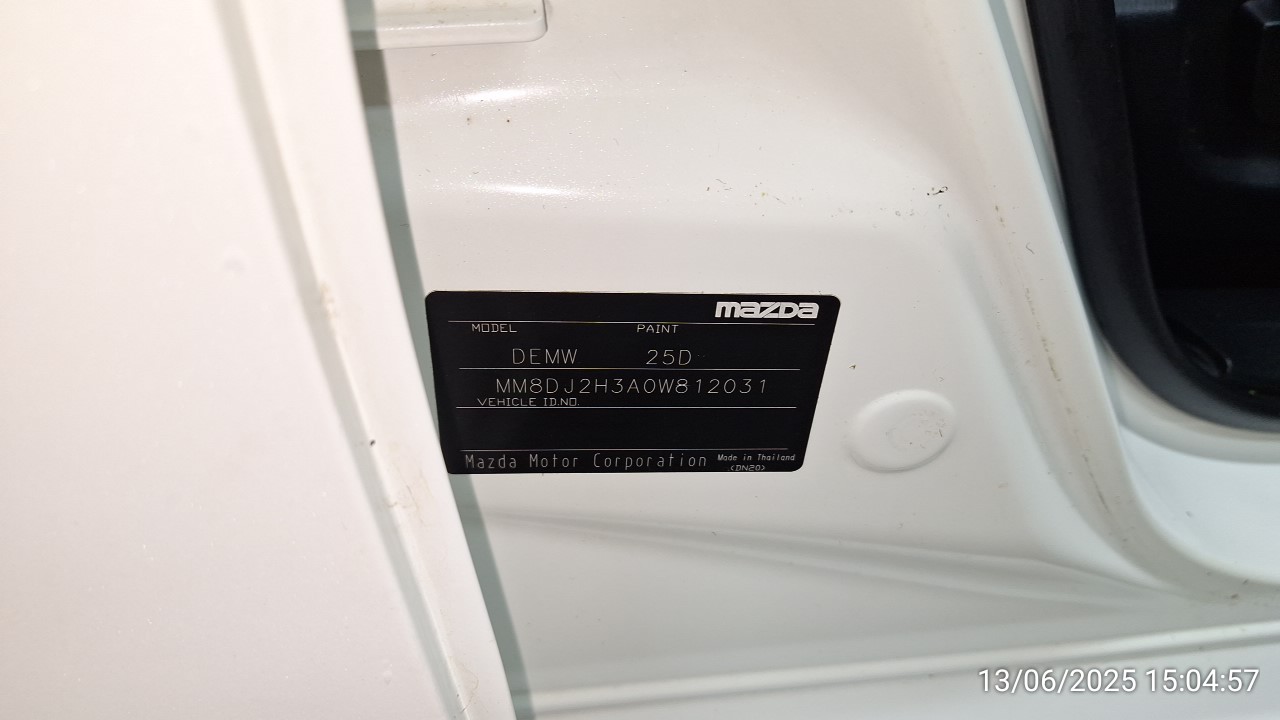 mazda
MODEL PAINT
DEMW 25D
MM8DJ2H3A0W812031
VEHICLE ID.NO.
Mazda Motor Corporation Made in Thailand
(DN20)
13/06/2025 15:04:57